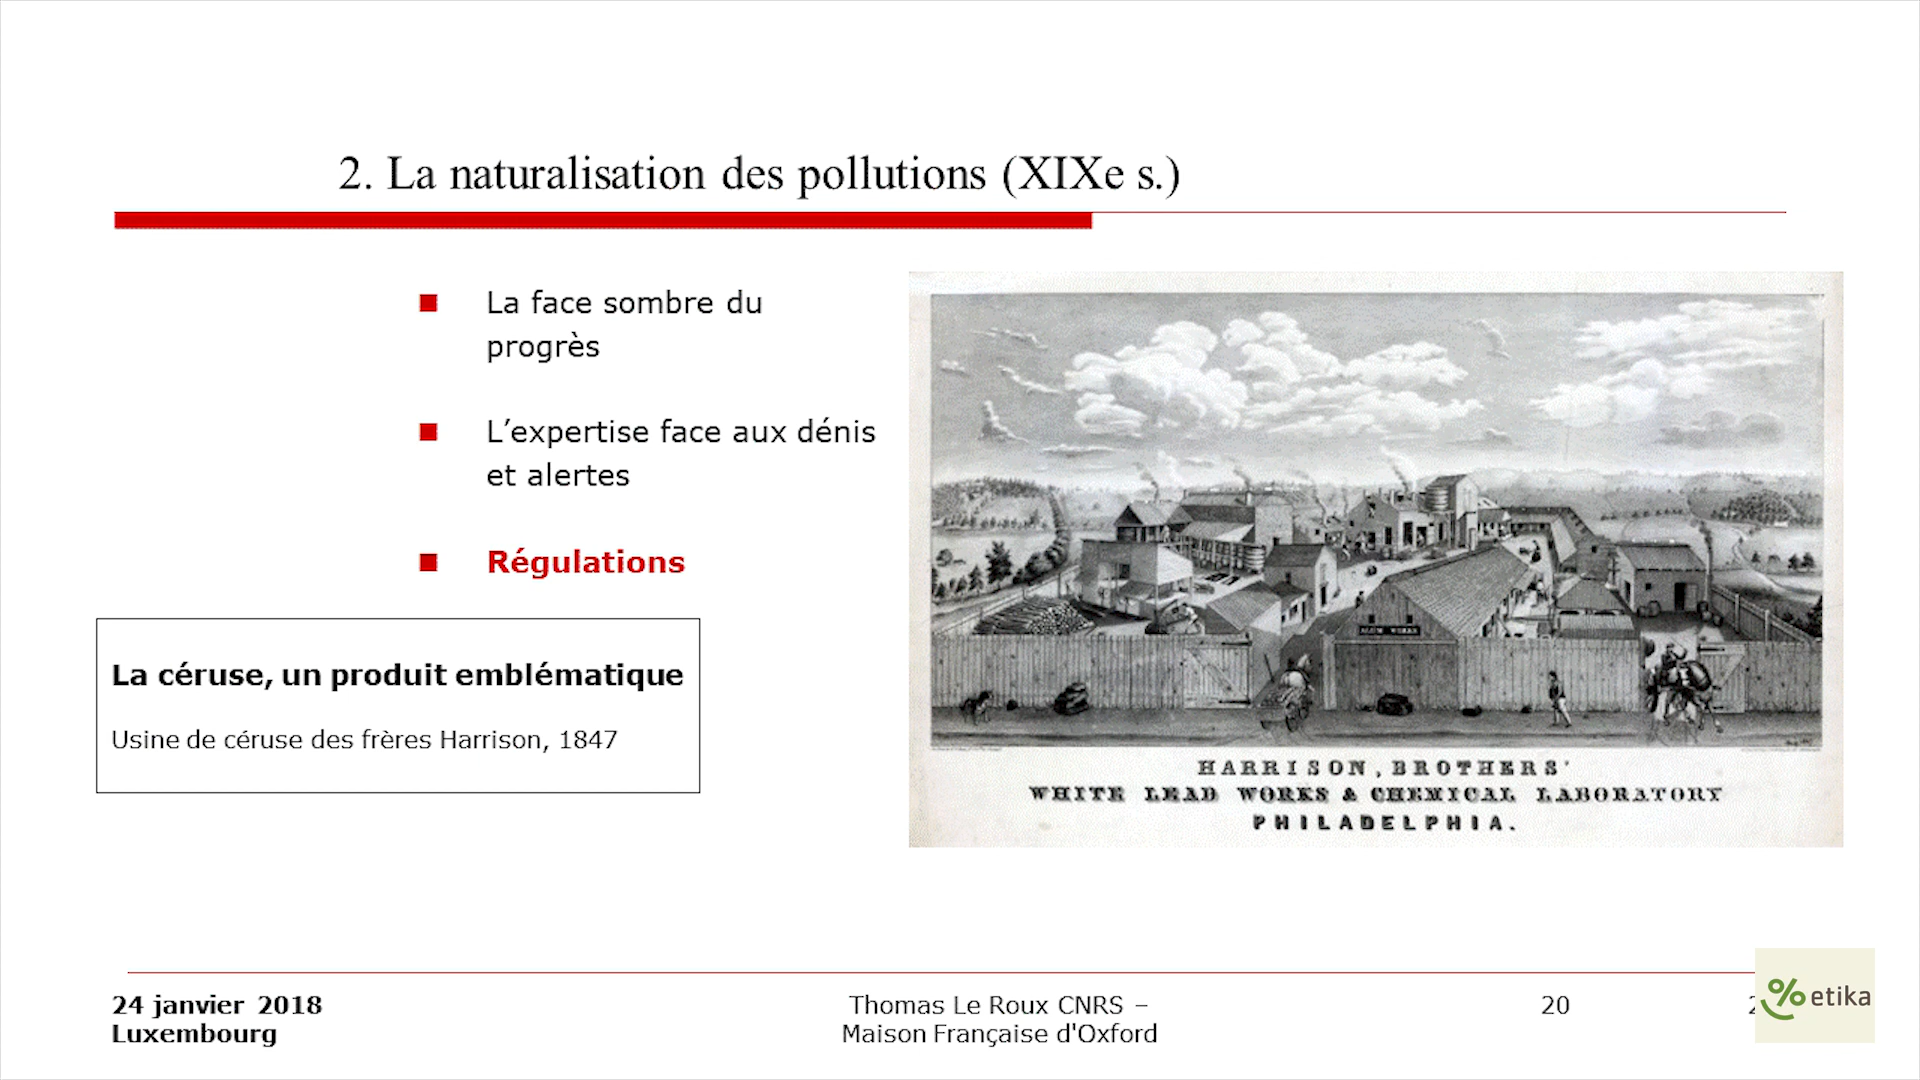 2. La naturalisation des pollutions (XIXe s.)
La face sombre du
progrès
L’expertise face aux dénis
et alertes
Régulations
La céruse, un produit emblématique
Usine de céruse des frères Harrison, 1847
HARRISON, BROTHERS'
WHITE LEAD WORKS & CHEMICAL LABORATORY
PHILADELPHIA.
24 janvier 2018
Luxembourg
Thomas Le Roux CNRS –
Maison Française d'Oxford
20
% etika